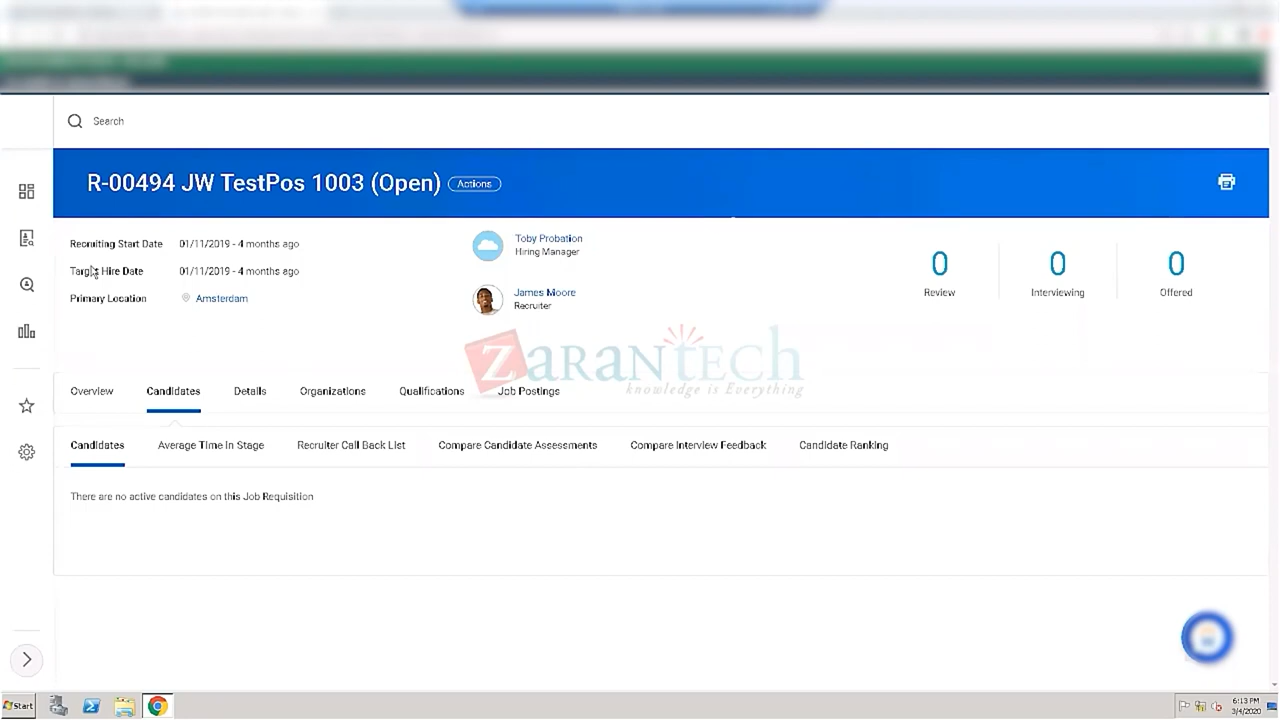 Search
R-00494 JW TestPos 1003 (Open) Actions
Recruiting Start Date 01/11/2019 - 4 months ago
Target Hire Date 01/11/2019 - 4 months ago
Primary Location Amsterdam
Toby Probation
Hiring Manager
James Moore
Recruiter
0 0 0
Review Interviewing Offered
ZaranTech
knowledge is Everything
Overview Candidates Details Organizations Qualifications Job Postings
Candidates Average Time In Stage Recruiter Call Back List Compare Candidate Assessments Compare Interview Feedback Candidate Ranking
There are no active candidates on this Job Requisition
Start
6:13 PM
3/4/2020